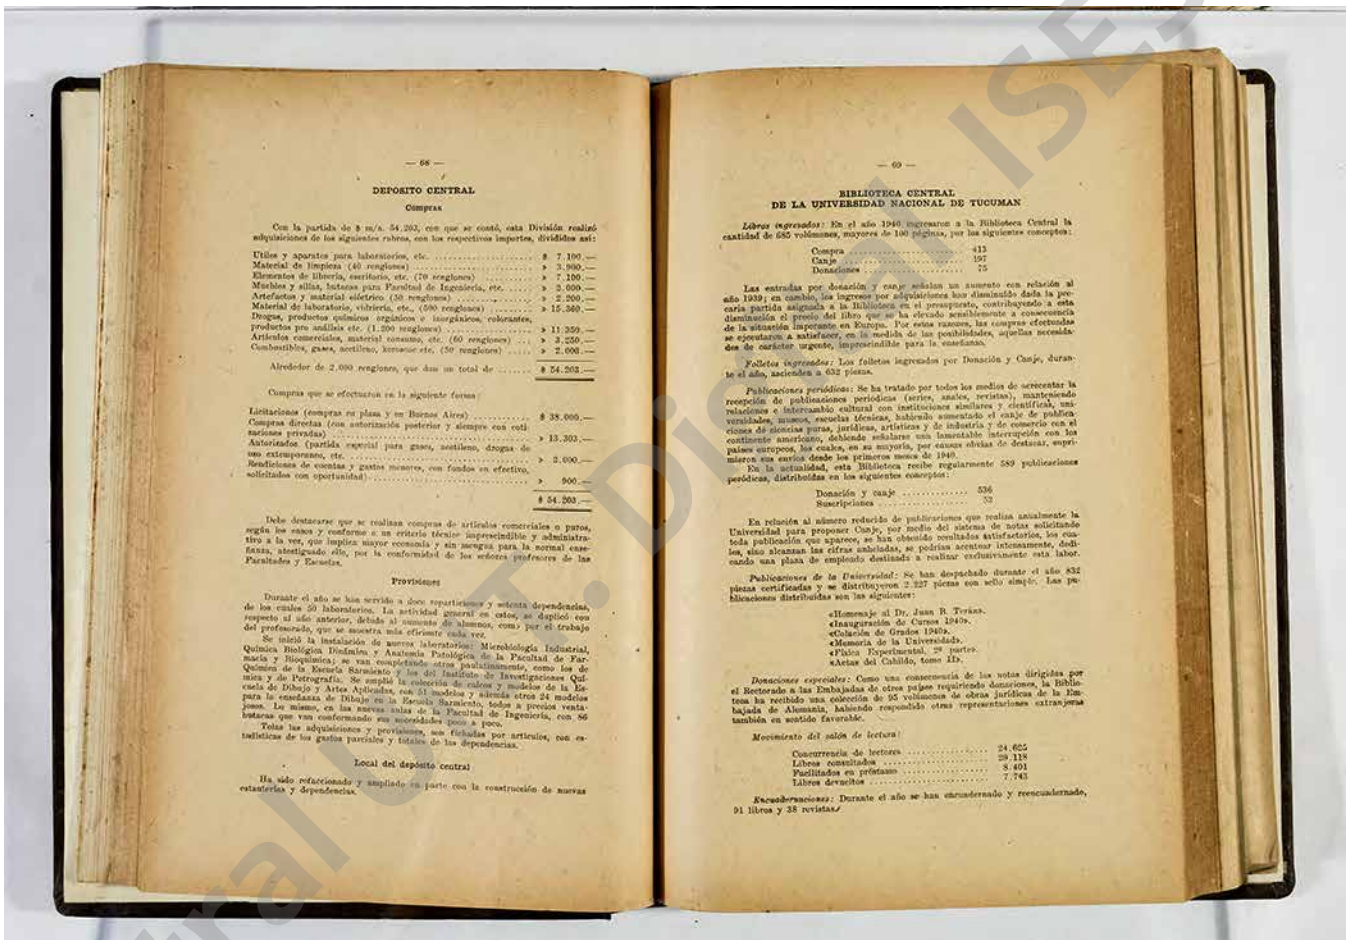 — 68 —
DEPOSITO CENTRAL
Compras
Con la partida de $ m/n. 54.203, con que se contó, esta División realizó
adquisiciones de los siguientes rubros, con los respectivos importes, divididos así:
Utiles y aparatos para laboratorios, etc. .................... $ 7.100.—
Material de limpieza (40 renglones) .................... » 3.900.—
Elementos de librería, escritorio, etc. (70 renglones) .......... » 7.100.—
Muebles y sillas, butacas para Facultad de Ingeniería, etc. ..... » 2.000.—
Artefactos y material eléctrico (50 renglones) ............... » 2.200.—
Material de laboratorio, vidriería, etc., (500 renglones) ........ » 15.360.—
Drogas, productos químicos orgánicos e inorgánicos, colorantes,
productos pro análisis etc. (1.200 renglones) ............... » 11.350.—
Artículos comerciales, material consumo, etc. (60 renglones) ... » 3.250.—
Combustibles, gases, acetileno, kerosene etc. (50 renglones) ..... » 2.000.—
Alrededor de 2.000 renglones, que dan un total de ....... $ 54.203.—
Compras que se efectuaron en la siguiente forma:
Licitaciones (compras en plaza y en Buenos Aires) ........... $ 38.000.—
Compras directas (con autorización posterior y siempre con coti-
zaciones privadas) .................... » 13.303.—
Autorizados (partida especial para gases, acetileno, drogas de
uso extemporaneo, etc. .................... » 2.000.—
Rendiciones de cuentas y gastos menores, con fondos en efectivo,
solicitados con oportunidad) .................... » 900.—
$ 54.203.—
Debe destacarse que se realizan compras de artículos comerciales o puros,
según los casos y conforme a un criterio técnico imprescindible y administra-
tivo a la vez, que implica mayor economía y sin mengua para la normal ense-
ñanza, atestiguado ello, por la conformidad de los señores profesores de las
Facultades y Escuelas.
Provisiones
Durante el año se han servido a doce reparticiones y setenta dependencias,
de los cuales 50 laboratorios. La actividad general en estos, se duplicó con
respecto al año anterior, debido al aumento de alumnos, como por el trabajo
del profesorado, que se muestra más eficiente cada vez.
Se inició la instalación de nuevos laboratorios: Microbiología Industrial,
Química Biológica Dinámica y Anatomía Patológica de la Facultad de Far-
macia y Bioquímica; se van completando otros paulatinamente, como los de
Química de la Escuela Sarmiento y los del Instituto de Investigaciones Quí-
mica y de Petrografía. Se amplió la colección de calcos y modelos de la Es-
cuela de Dibujo y Artes Aplicadas, con 51 modelos y además otros 24 modelos
para la enseñanza de Dibujo en la Escuela Sarmiento, todos a precios venta-
josos. Lo mismo, en las nuevas aulas de la Facultad de Ingeniería, con 86
butacas que van conformando sus necesidades poco a poco.
Todas las adquisiciones y provisiones, son fichadas por artículos, con es-
tadísticas de los gastos parciales y totales de las dependencias.
Local del depósito central
Ha sido refaccionado y ampliado en parte con la construcción de nuevas
estanterías y dependencias.
— 69 —
BIBLIOTECA CENTRAL
DE LA UNIVERSIDAD NACIONAL DE TUCUMAN
Libros ingresados: En el año 1940 ingresaron a la Biblioteca Central la
cantidad de 685 volúmenes, mayores de 100 páginas, por los siguientes conceptos:
Compra .................... 413
Canje .................... 197
Donaciones .................... 75
Las entradas por donación y canje señalan un aumento con relación al
año 1939; en cambio, los ingresos por adquisiciones han disminuído dada la pre-
caria partida asignada a la Biblioteca en el presupuesto, contribuyendo a esta
disminución el precio del libro que se ha elevado sensiblemente a consecuencia
de la situación imperante en Europa. Por estas razones, las compras efectuadas
se ejecutaron a satisfacer, en la medida de las posibilidades, aquellas necesida-
des de carácter urgente, imprescindible para la enseñanza.
Folletos ingresados: Los folletos ingresados por Donación y Canje, duran-
te el año, ascienden a 632 piezas.
Publicaciones periódicas: Se ha tratado por todos los medios de acrecentar la
recepción de publicaciones periódicas (series, anales, revistas), manteniendo
relaciones e intercambio cultural con instituciones similares y científicas, uni-
versidades, museos, escuelas técnicas, habiendo aumentado el canje de publica-
ciones de ciencias puras, jurídicas, artísticas y de industria y de comercio con el
continente americano, debiendo señalarse una lamentable interrupción con los
países europeos, los cuales, en su mayoría, por causas obvias de destacar, supri-
mieron sus envíos desde los primeros meses de 1940.
En la actualidad, esta Biblioteca recibe regularmente 589 publicaciones
periódicas, distribuídas en los siguientes conceptos:
Donación y canje .............. 536
Suscripciones .................... 53
En relación al número reducido de publicaciones que realiza anualmente la
Universidad para proponer Canje, por medio del sistema de notas solicitando
toda publicación que aparece, se han obtenido resultados satisfactorios, los cua-
les, sino alcanzan las cifras anheladas, se podrían acentuar intensamente, dedi-
cando una plaza de empleado destinada a realizar exclusivamente esta labor.
Publicaciones de la Universidad: Se han despachado durante el año 832
piezas certificadas y se distribuyeron 2.227 piezas con sello simple. Las pu-
blicaciones distribuídas son las siguientes:
«Homenaje al Dr. Juan B. Terán».
«Inauguración de Cursos 1940».
«Colación de Grados 1940».
«Memoria de la Universidad».
«Física Experimental, 2ª parte».
«Actas del Cabildo, tomo II».
Donaciones especiales: Como una consecuencia de las notas dirigidas por
el Rectorado a las Embajadas de otros países requiriendo donaciones, la Biblio-
teca ha recibido una colección de 95 volúmenes de obras jurídicas de la Em-
bajada de Alemania, habiendo respondido otras representaciones extranjeras
también en sentido favorable.
Movimiento del salón de lectura:
Concurrencia de lectores .................... 24.625
Libros consultados .................... 29.118
Facilitados en préstamo .................... 8.401
Libros devueltos .................... 7.743
Encuadernaciones: Durante el año se han encuadernado y reencuadernado,
91 libros y 38 revistas.
tral U.T. Digital ISES